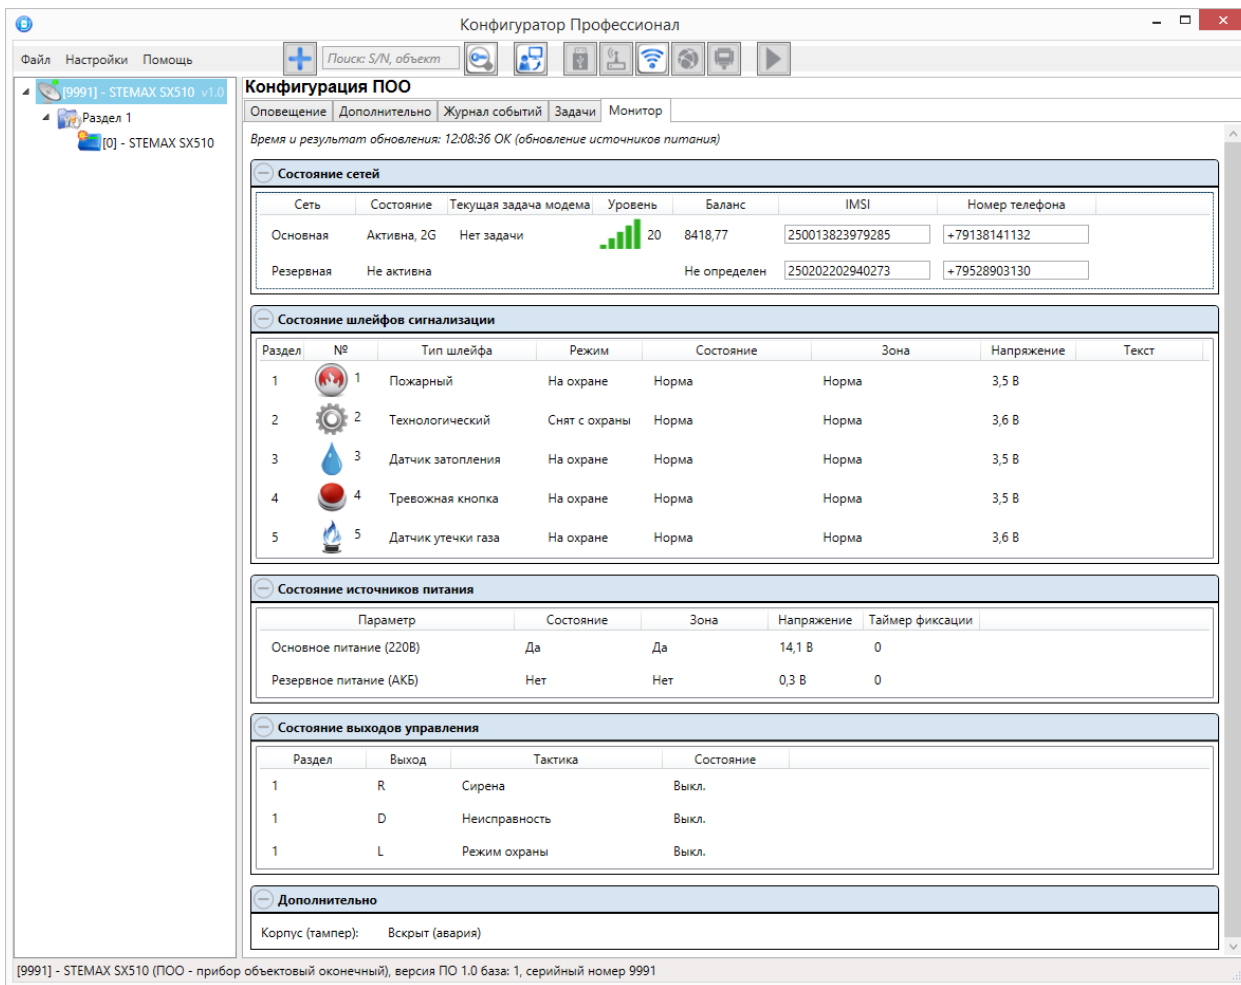 Конфигуратор Профессионал
Файл Настройки Помощь Поиск: S/N, объект
[9991] - STEMAX SX510 v1.0
Раздел 1
[0] - STEMAX SX510
Конфигурация ПОО
Оповещение Дополнительно Журнал событий Задачи Монитор
Время и результат обновления: 12:08:36 ОК (обновление источников питания)
Состояние сетей
Сеть Состояние Текущая задача модема Уровень Баланс IMSI Номер телефона
Основная Активна, 2G Нет задачи 20 8418,77 250013823979285 +79138141132
Резервная Не активна Не определен 250202202940273 +79528903130
Состояние шлейфов сигнализации
Раздел № Тип шлейфа Режим Состояние Зона Напряжение Текст
1 1 Пожарный На охране Норма Норма 3,5 В
2 2 Технологический Снят с охраны Норма Норма 3,6 В
3 3 Датчик затопления На охране Норма Норма 3,5 В
4 4 Тревожная кнопка На охране Норма Норма 3,5 В
5 5 Датчик утечки газа На охране Норма Норма 3,6 В
Состояние источников питания
Параметр Состояние Зона Напряжение Таймер фиксации
Основное питание (220В) Да Да 14,1 В 0
Резервное питание (АКБ) Нет Нет 0,3 В 0
Состояние выходов управления
Раздел Выход Тактика Состояние
1 R Сирена Выкл.
1 D Неисправность Выкл.
1 L Режим охраны Выкл.
Дополнительно
Корпус (тампер): Вскрыт (авария)
[9991] - STEMAX SX510 (ПОО - прибор объектовый оконечный), версия ПО 1.0 база: 1, серийный номер 9991